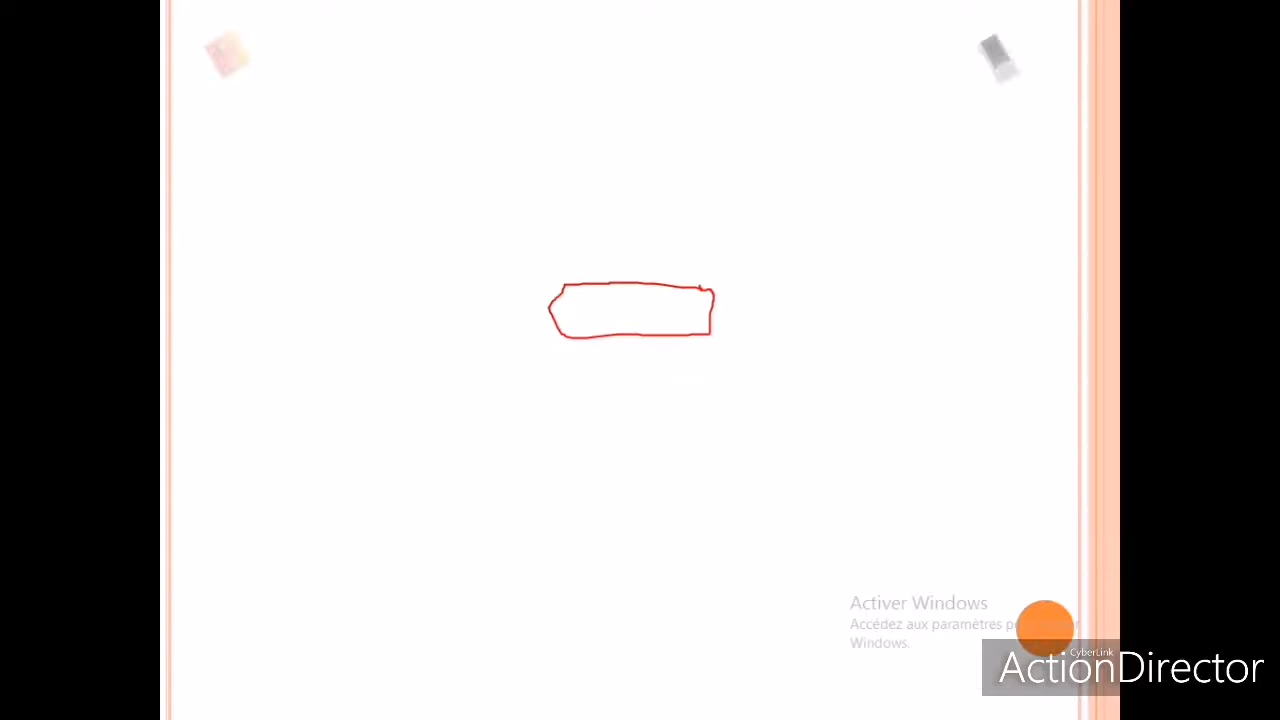 Activer Windows
Accédez aux paramètres
Windows.
CyberLink
ActionDirector